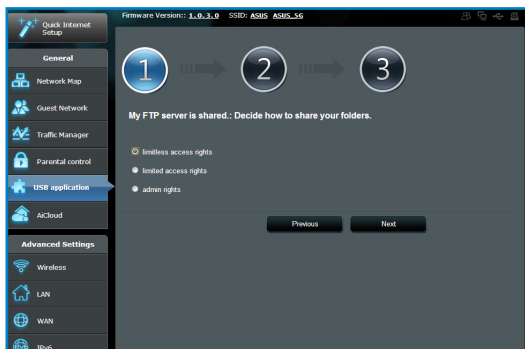 Quick Internet
Setup
Firmware Version:: 1.0.3.0 SSID: ASUS ASUS_5G
General
Network Map
Guest Network
Traffic Manager
Parental control
USB application
AiCloud
Advanced Settings
Wireless
LAN
WAN
IPv6
1
2
3
My FTP server is shared.: Decide how to share your folders.
limitless access rights
limited access rights
admin rights
Previous
Next